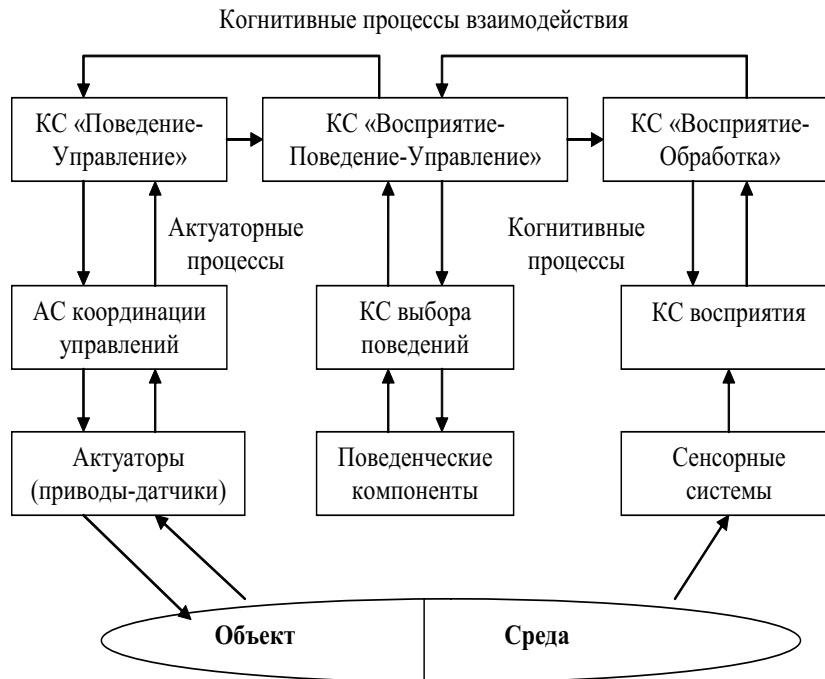 Когнитивные процессы взаимодействия
КС «Поведение-
Управление»
КС «Восприятие-
Поведение-Управление»
КС «Восприятие-
Обработка»
Актуаторные
процессы
Когнитивные
процессы
АС координации
управлений
КС выбора
поведений
КС восприятия
Актуаторы
(приводы-датчики)
Поведенческие
компоненты
Сенсорные
системы
Объект
Среда